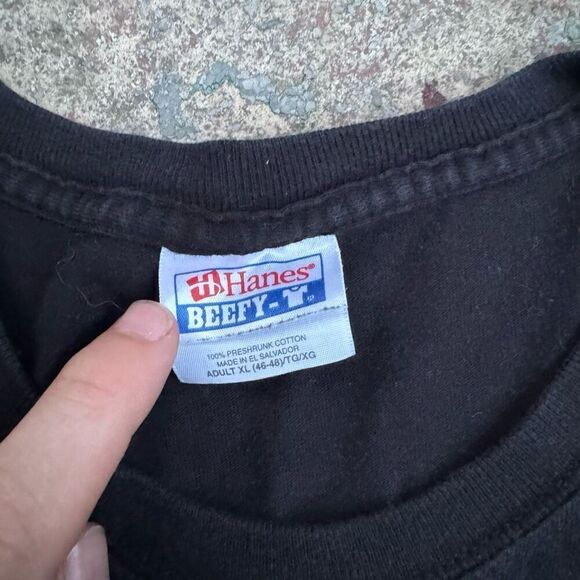 Hanes®
BEEFY-T®
100% PRESHRUNK COTTON
MADE IN EL SALVADOR
ADULT XL (46-48)/TG/XG